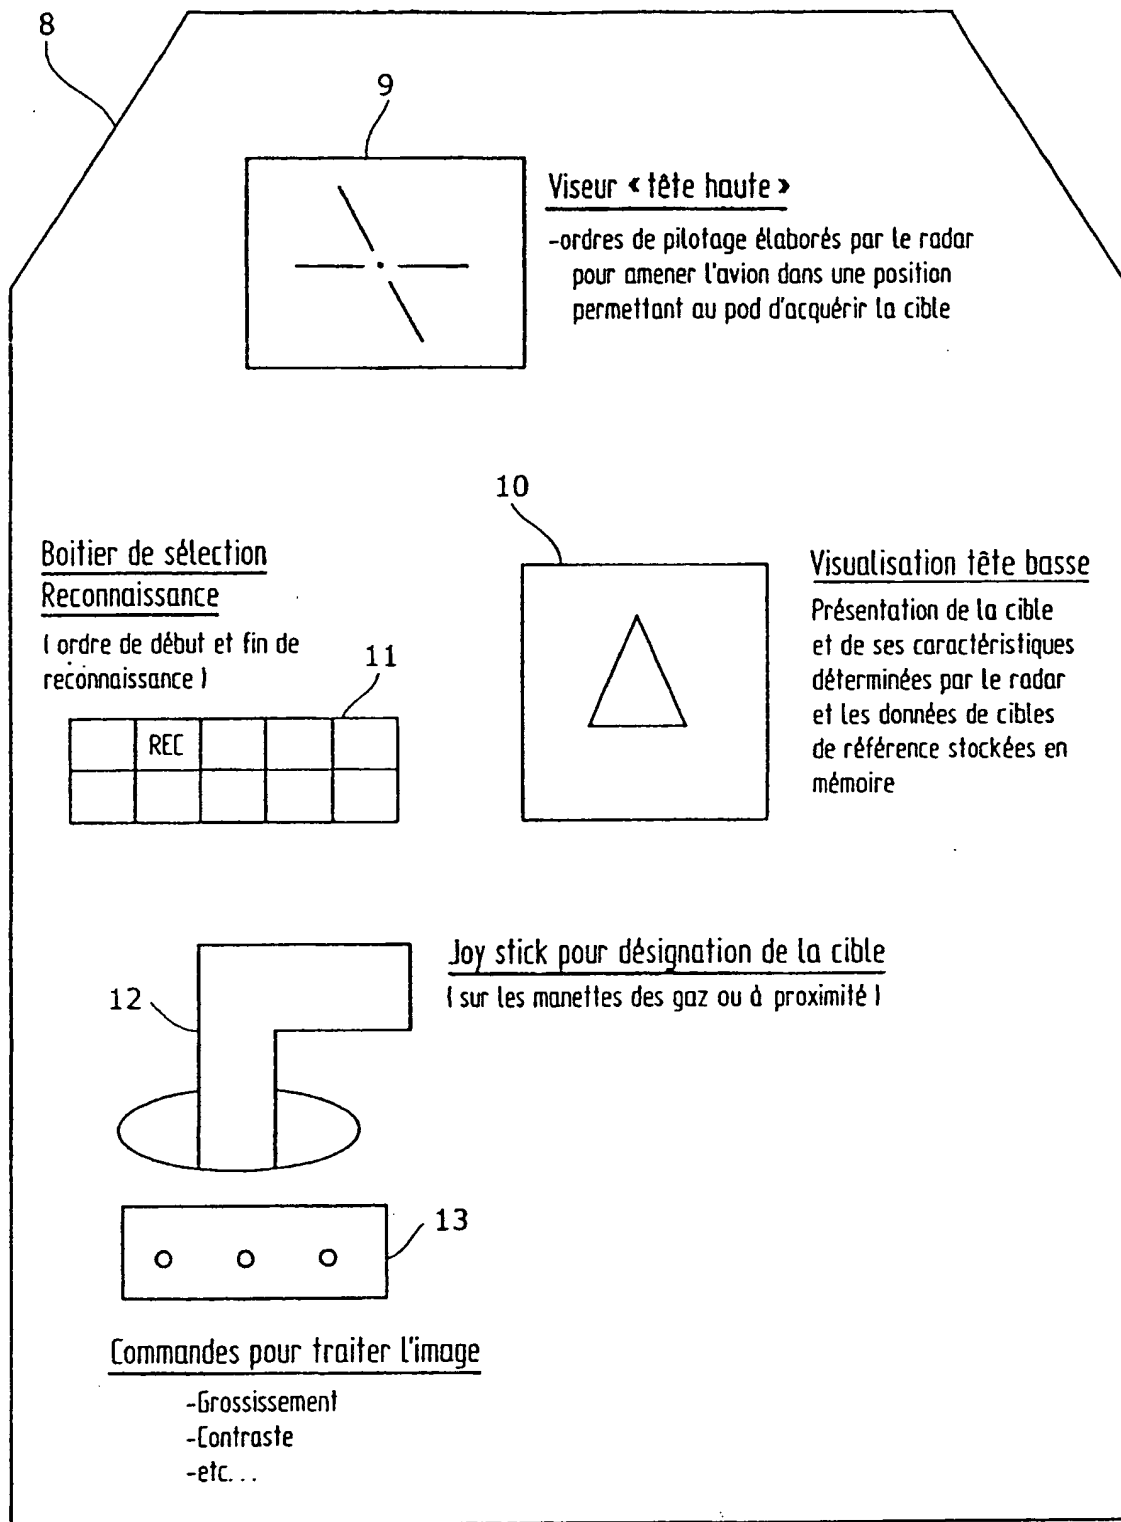 8
9
Viseur « tête haute »
-ordres de pilotage élaborés par le radar
pour amener l'avion dans une position
permettant au pod d'acquérir la cible
10
Boitier de sélection
Reconnaissance
( ordre de début et fin de
reconnaissance )
11
REC
Visualisation tête basse
Présentation de la cible
et de ses caractéristiques
déterminées par le radar
et les données de cibles
de référence stockées en
mémoire
12
Joy stick pour désignation de la cible
( sur les manettes des gaz ou à proximité )
13
Commandes pour traiter l'image
-Grossissement
-Contraste
-etc...